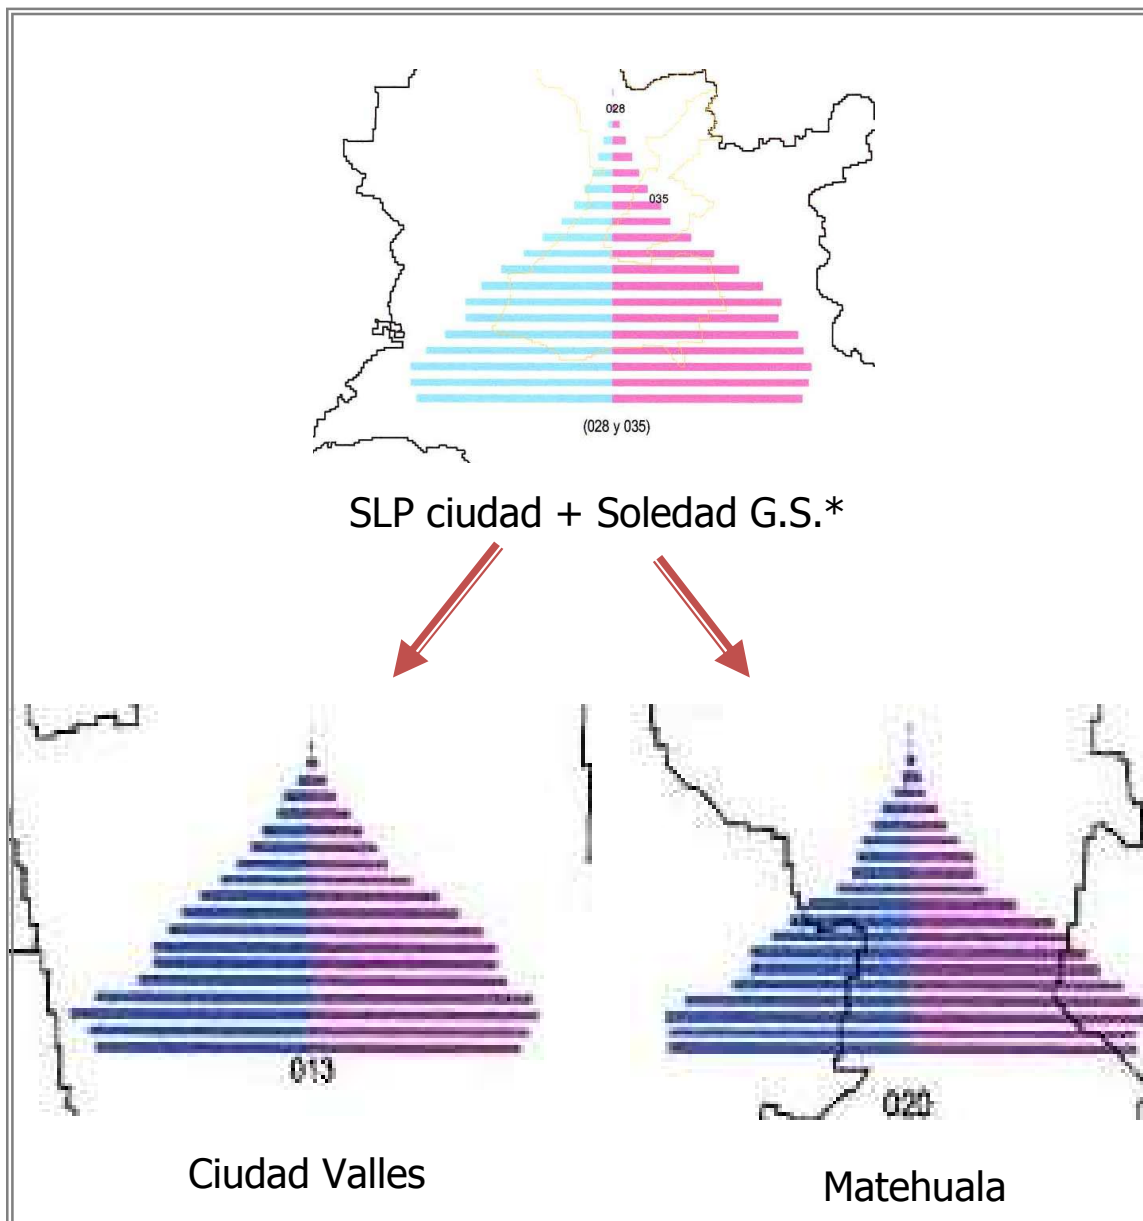 028
035
(028 y 035)
SLP ciudad + Soledad G.S.*
013
020
Ciudad Valles
Matehuala